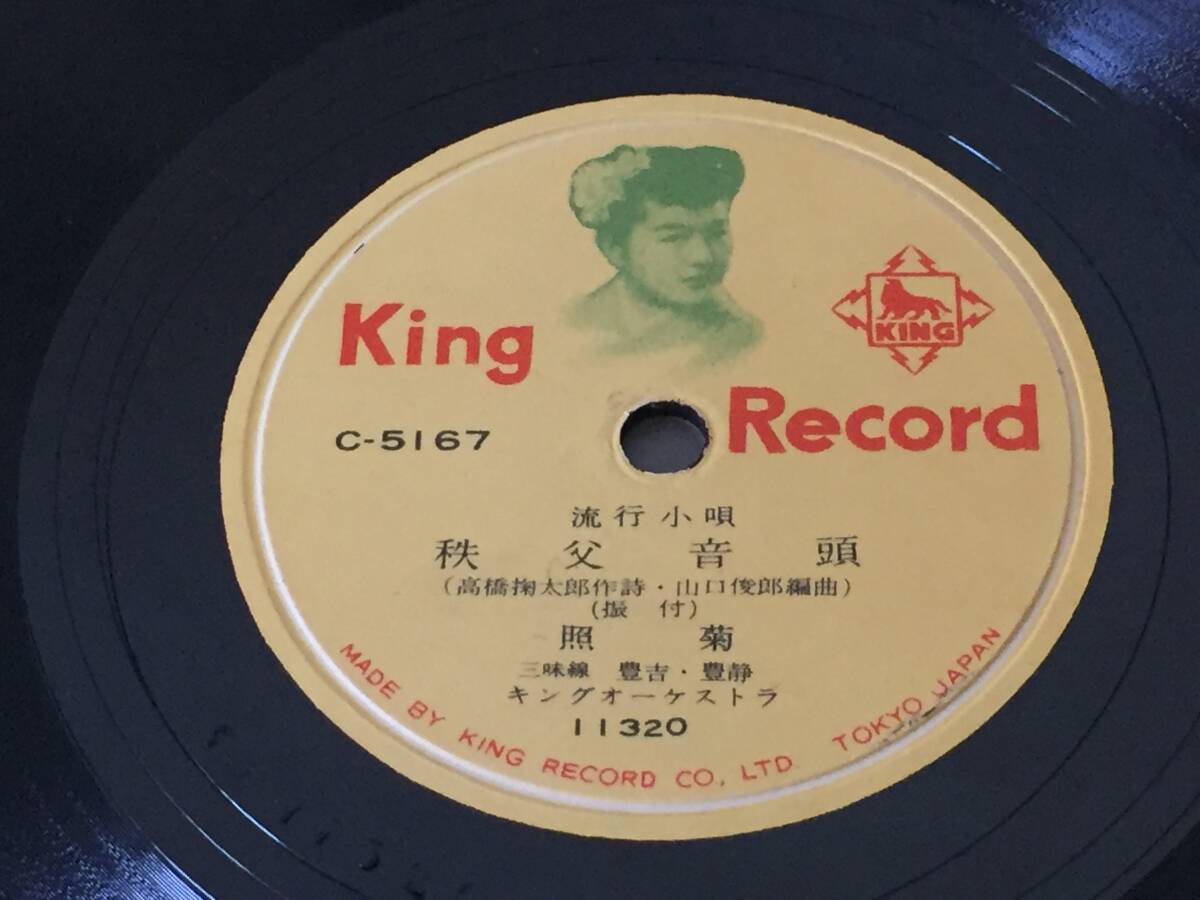 King
KING
Record
C-5167
流行小唄
秩父音頭
(高橋掬太郎作詩・山口俊郎編曲)
(振付)
照菊
三味線 豐吉・豐静
キングオーケストラ
11320
MADE BY KING RECORD CO., LTD. TOKYO JAPAN